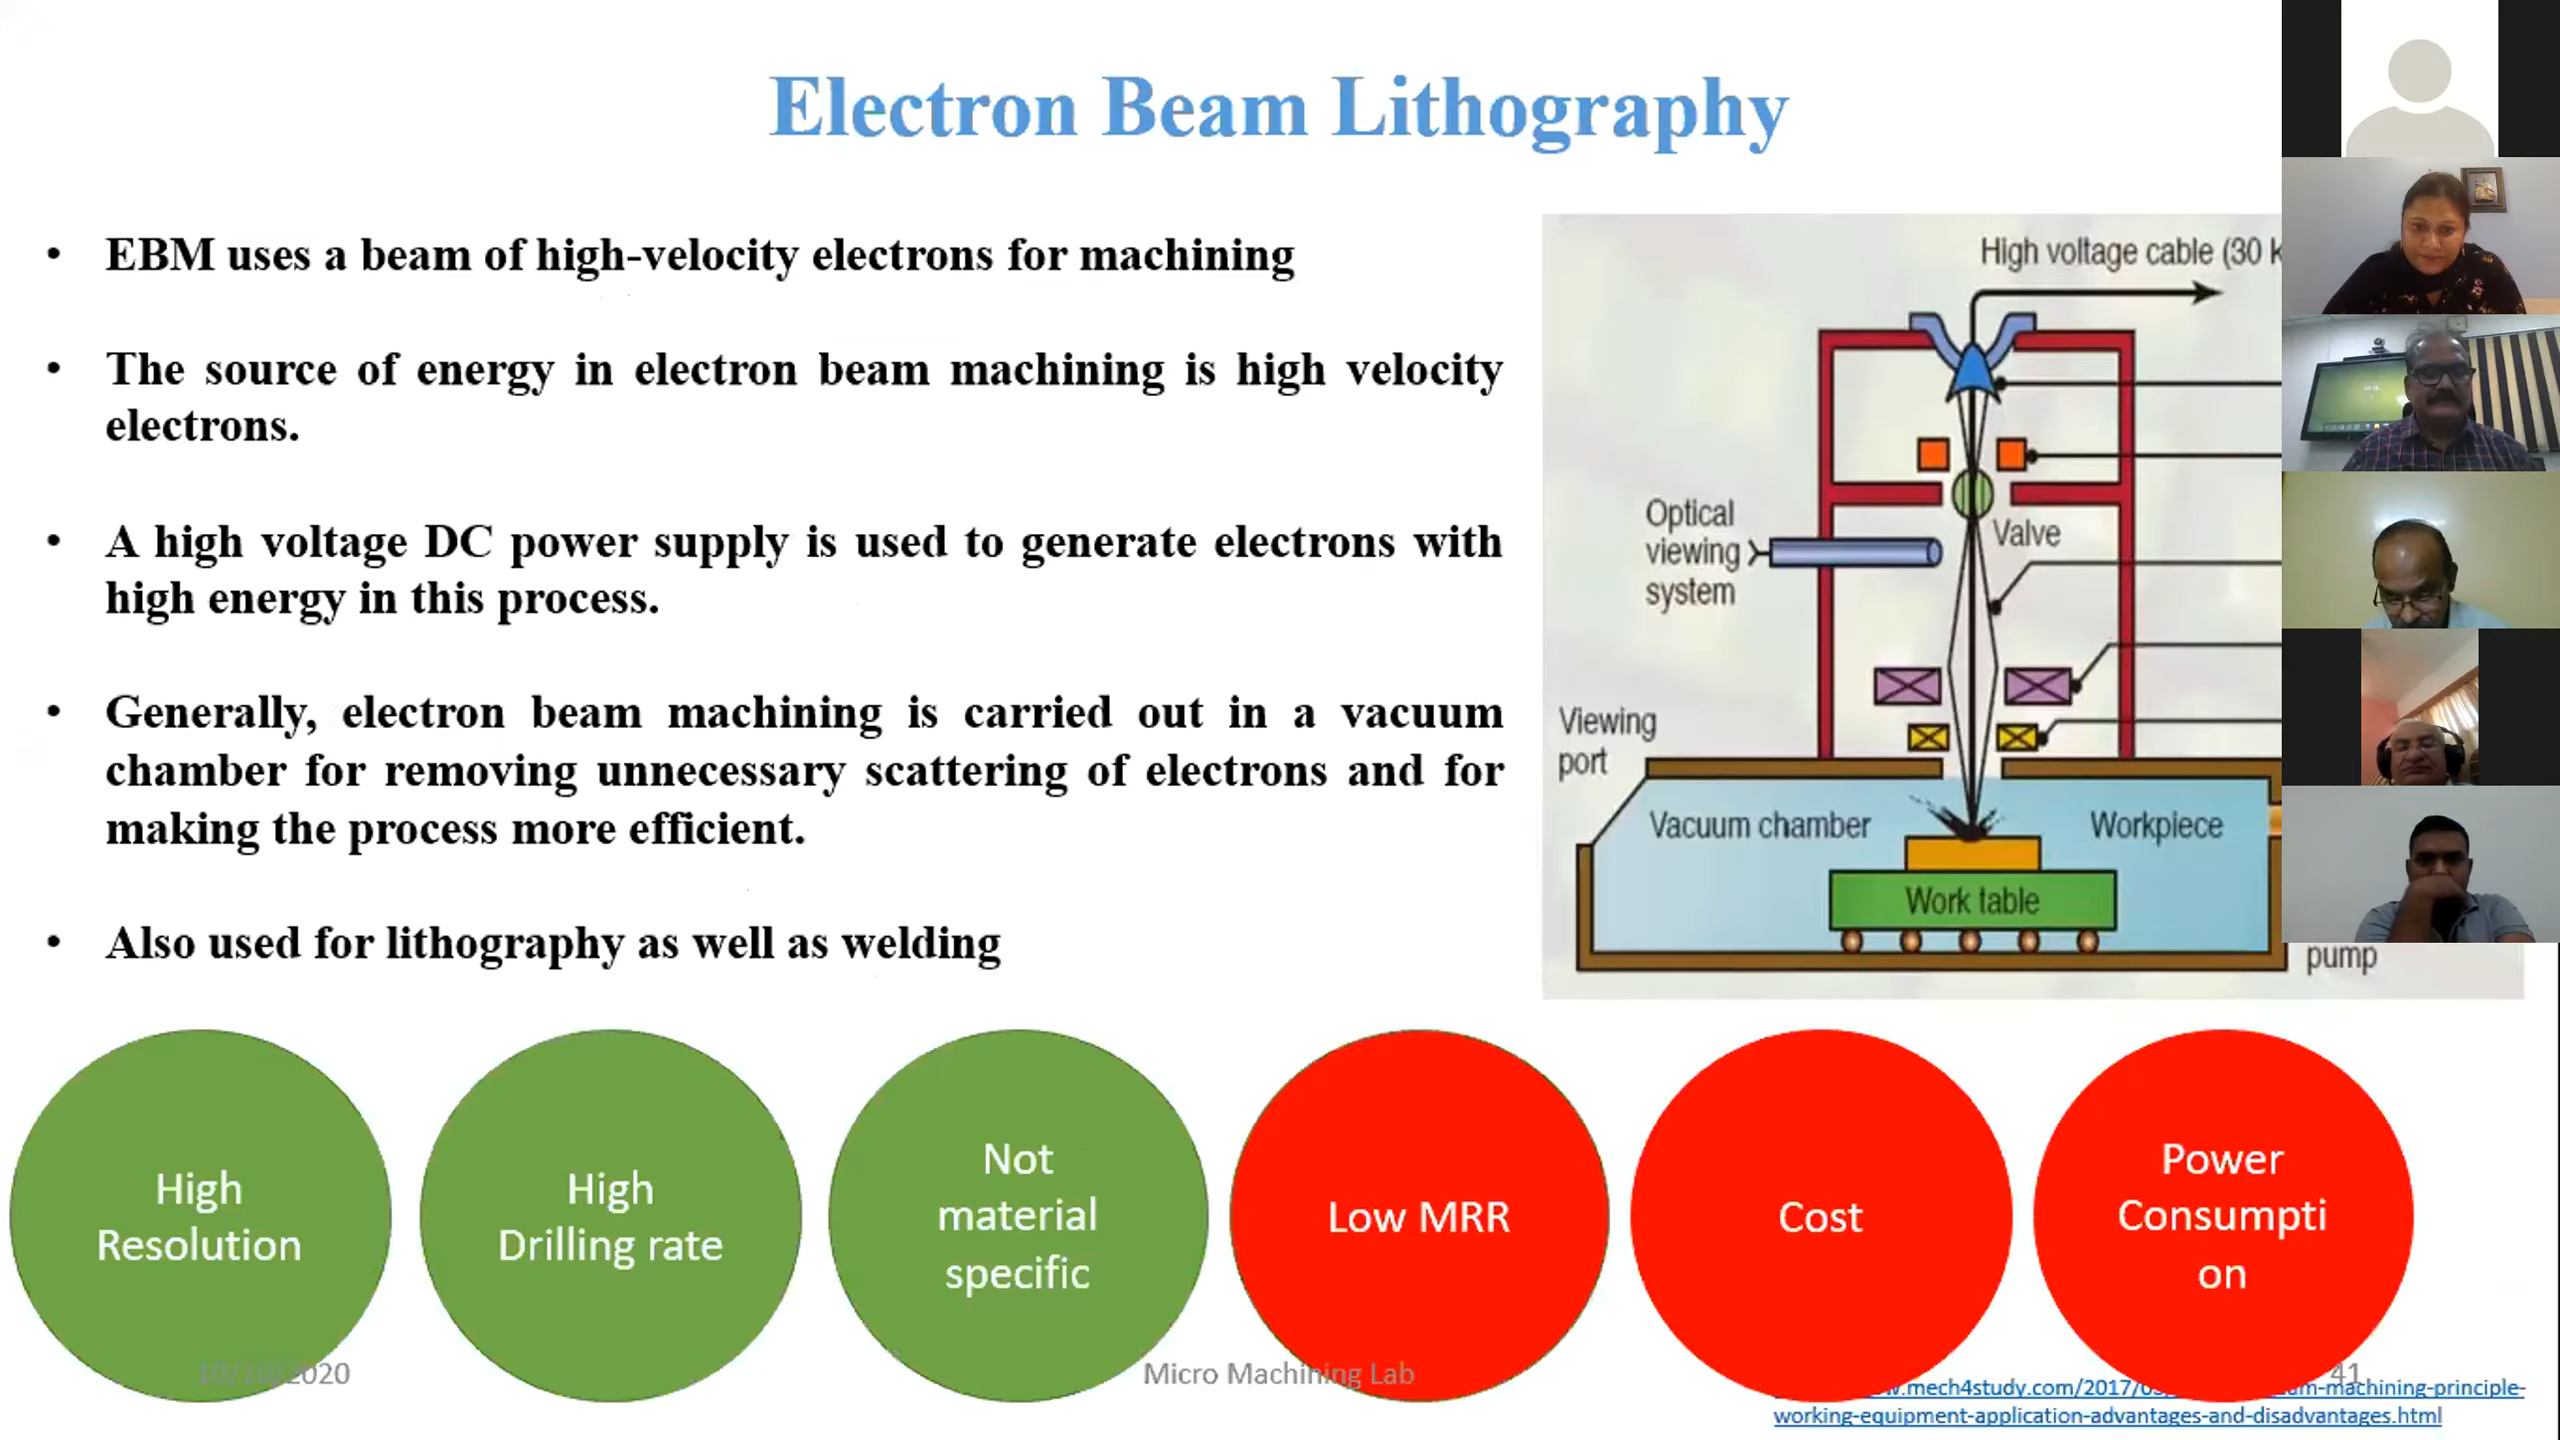 Electron Beam Lithography
• EBM uses a beam of high-velocity electrons for machining
• The source of energy in electron beam machining is high velocity
electrons.
• A high voltage DC power supply is used to generate electrons with
high energy in this process.
• Generally, electron beam machining is carried out in a vacuum
chamber for removing unnecessary scattering of electrons and for
making the process more efficient.
• Also used for lithography as well as welding
High voltage cable (30
Optical
viewing
system
Valve
Viewing
port
Vacuum chamber
Workpiece
Work table
pump
High
Resolution
High
Drilling rate
Not
material
specific
Low MRR
Cost
Power
Consumpti
on
10/10/2020
Micro Machining Lab
41
.mech4study.com/2017/ -machining-principle-
working-equipment-application-advantages-and-disadvantages.html